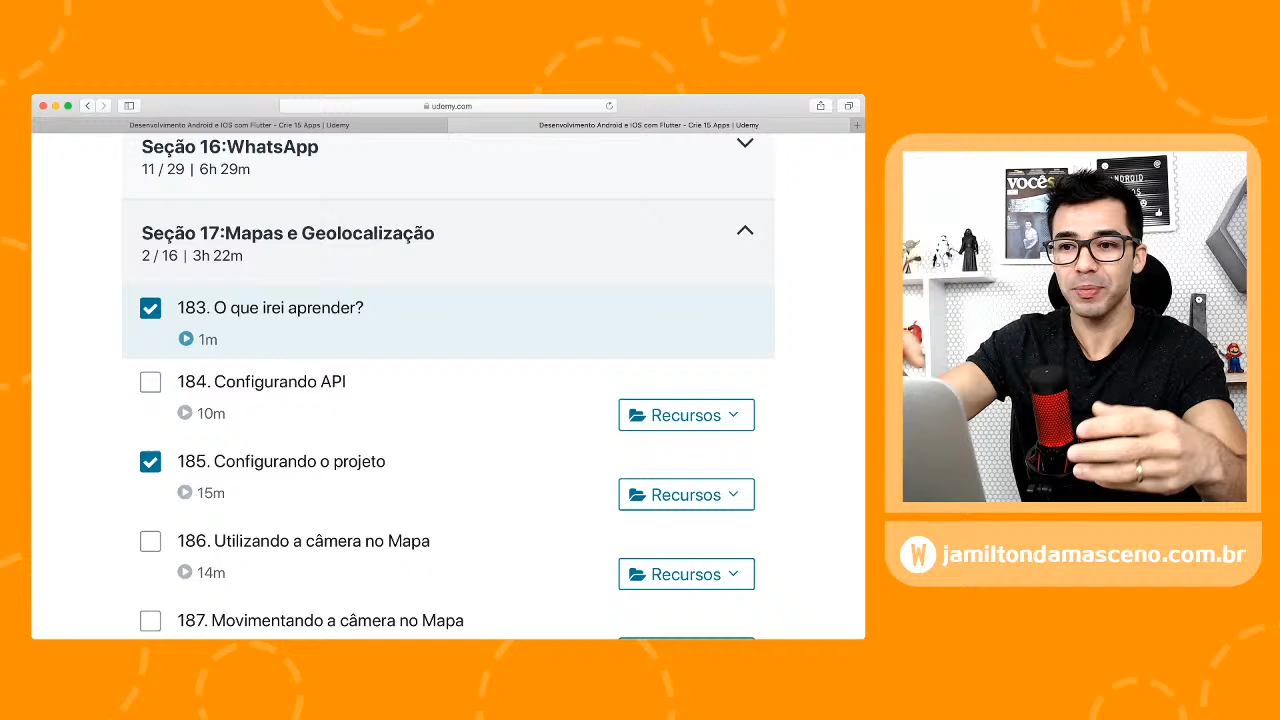 udemy.com
Desenvolvimento Android e IOS com Flutter - Crie 15 Apps | Udemy
Desenvolvimento Android e IOS com Flutter - Crie 15 Apps | Udemy
Seção 16:WhatsApp
11 / 29 | 6h 29m
Seção 17:Mapas e Geolocalização
2 / 16 | 3h 22m
183. O que irei aprender?
1m
184. Configurando API
10m
Recursos
185. Configurando o projeto
15m
Recursos
186. Utilizando a câmera no Mapa
14m
Recursos
187. Movimentando a câmera no Mapa
VOCÊ
ANDROID
W jamiltondamasceno.com.br